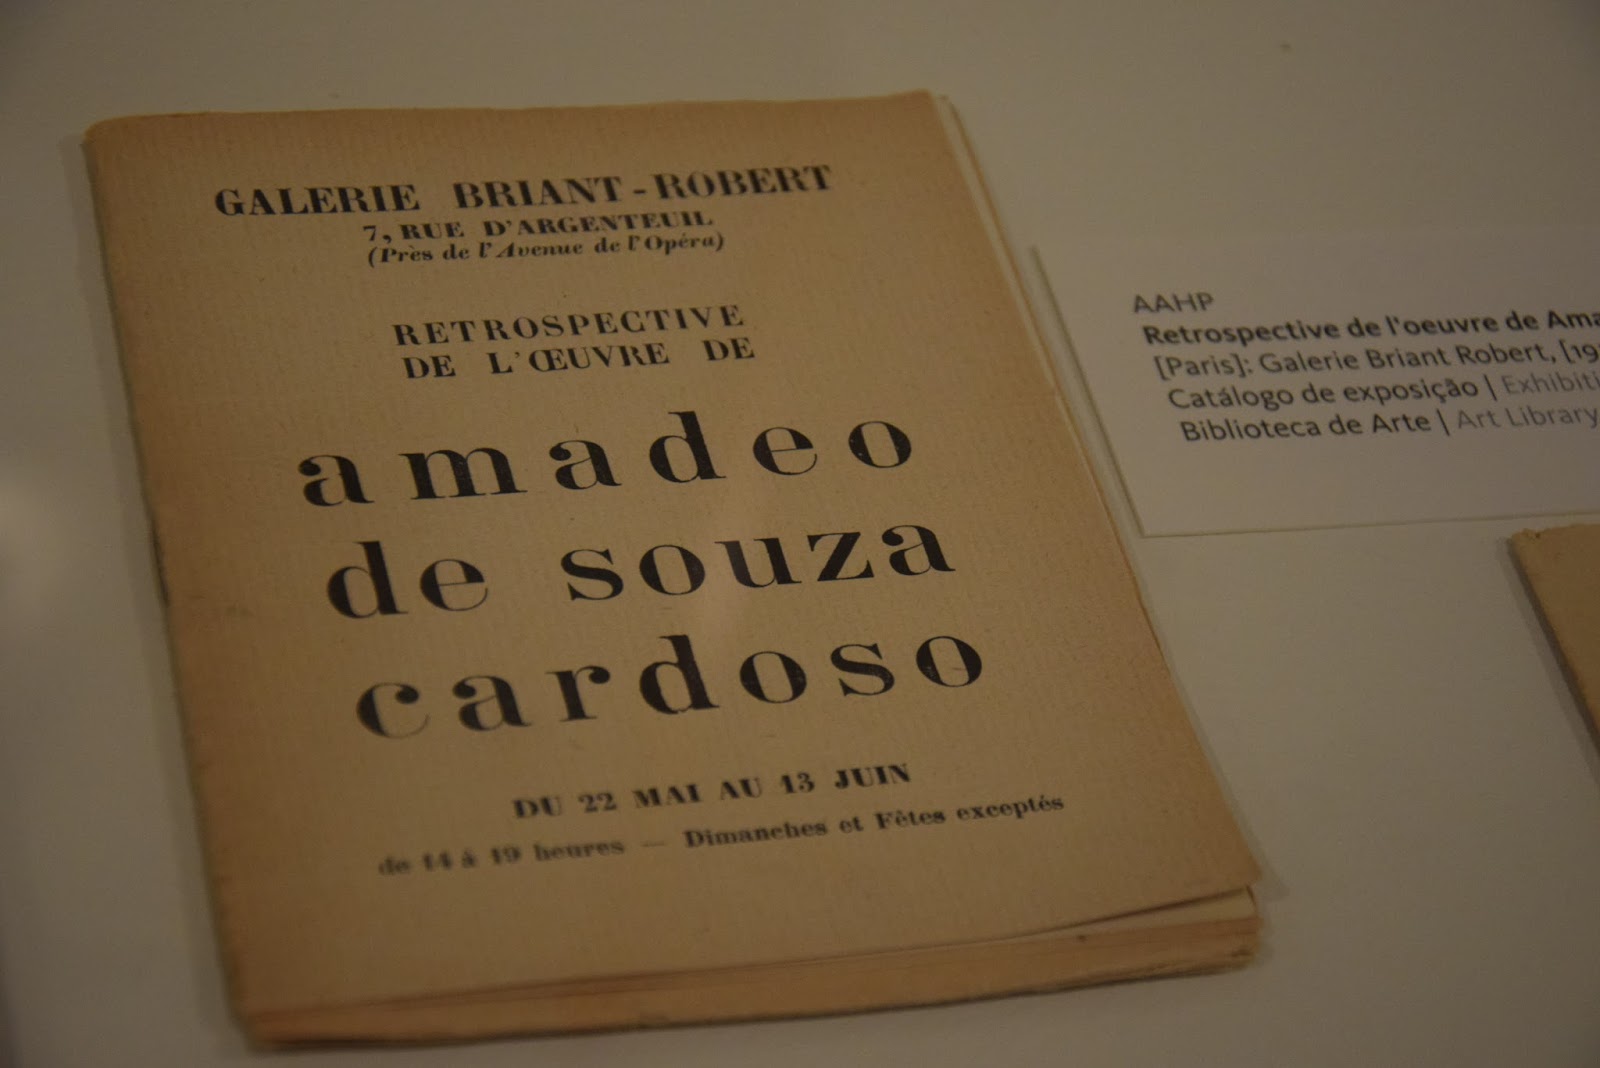 GALERIE BRIANT-ROBERT
7, RUE D'ARGENTEUIL
(Près de l'Avenue de l'Opéra)
RETROSPECTIVE
DE L'ŒUVRE DE
amadeo
de souza
cardoso
DU 22 MAI AU 13 JUIN
de 14 à 19 heures — Dimanches et Fêtes exceptés
AAHP
Retrospective de l'oeuvre de Ama
[Paris]: Galerie Briant Robert, [19
Catálogo de exposição | Exhibiti
Biblioteca de Arte | Art Library